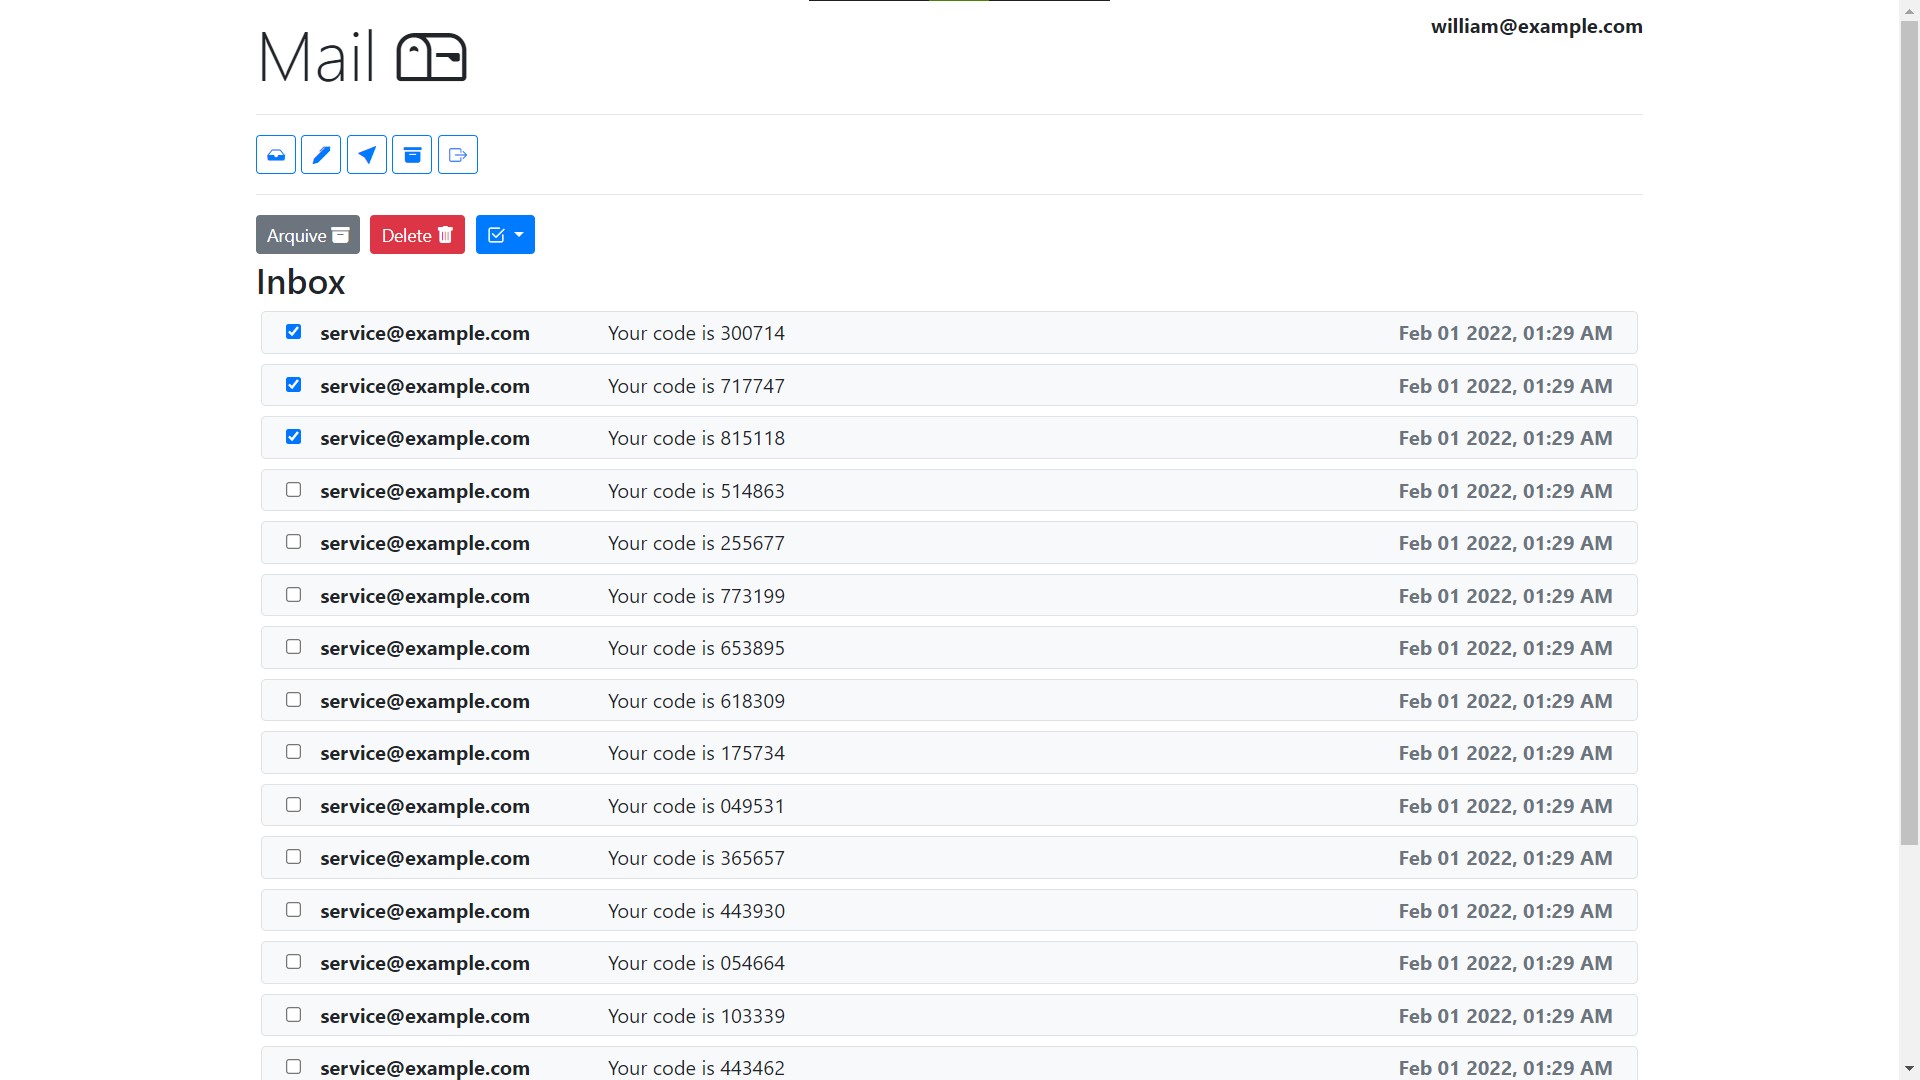 Mail
william@example.com
Arquive
Delete
Inbox
service@example.com Your code is 300714 Feb 01 2022, 01:29 AM
service@example.com Your code is 717747 Feb 01 2022, 01:29 AM
service@example.com Your code is 815118 Feb 01 2022, 01:29 AM
service@example.com Your code is 514863 Feb 01 2022, 01:29 AM
service@example.com Your code is 255677 Feb 01 2022, 01:29 AM
service@example.com Your code is 773199 Feb 01 2022, 01:29 AM
service@example.com Your code is 653895 Feb 01 2022, 01:29 AM
service@example.com Your code is 618309 Feb 01 2022, 01:29 AM
service@example.com Your code is 175734 Feb 01 2022, 01:29 AM
service@example.com Your code is 049531 Feb 01 2022, 01:29 AM
service@example.com Your code is 365657 Feb 01 2022, 01:29 AM
service@example.com Your code is 443930 Feb 01 2022, 01:29 AM
service@example.com Your code is 054664 Feb 01 2022, 01:29 AM
service@example.com Your code is 103339 Feb 01 2022, 01:29 AM
service@example.com Your code is 443462 Feb 01 2022, 01:29 AM